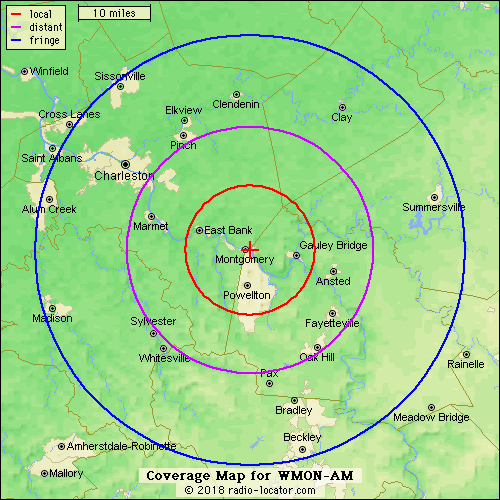 local
distant
fringe
10 miles
Winfield
Sissonville
Clendenin
Cross Lanes
Elkview
Clay
Pinch
Saint Albans
Charleston
Alum Creek
Summersville
Marmet
East Bank
Gauley Bridge
Montgomery
Ansted
Powellton
Madison
Sylvester
Fayetteville
Whitesville
Oak Hill
Rainelle
Pax
Bradley
Meadow Bridge
Beckley
Amherstdale-Robinette
Mallory
Coverage Map for WMON-AM
© 2018 radio-locator.com